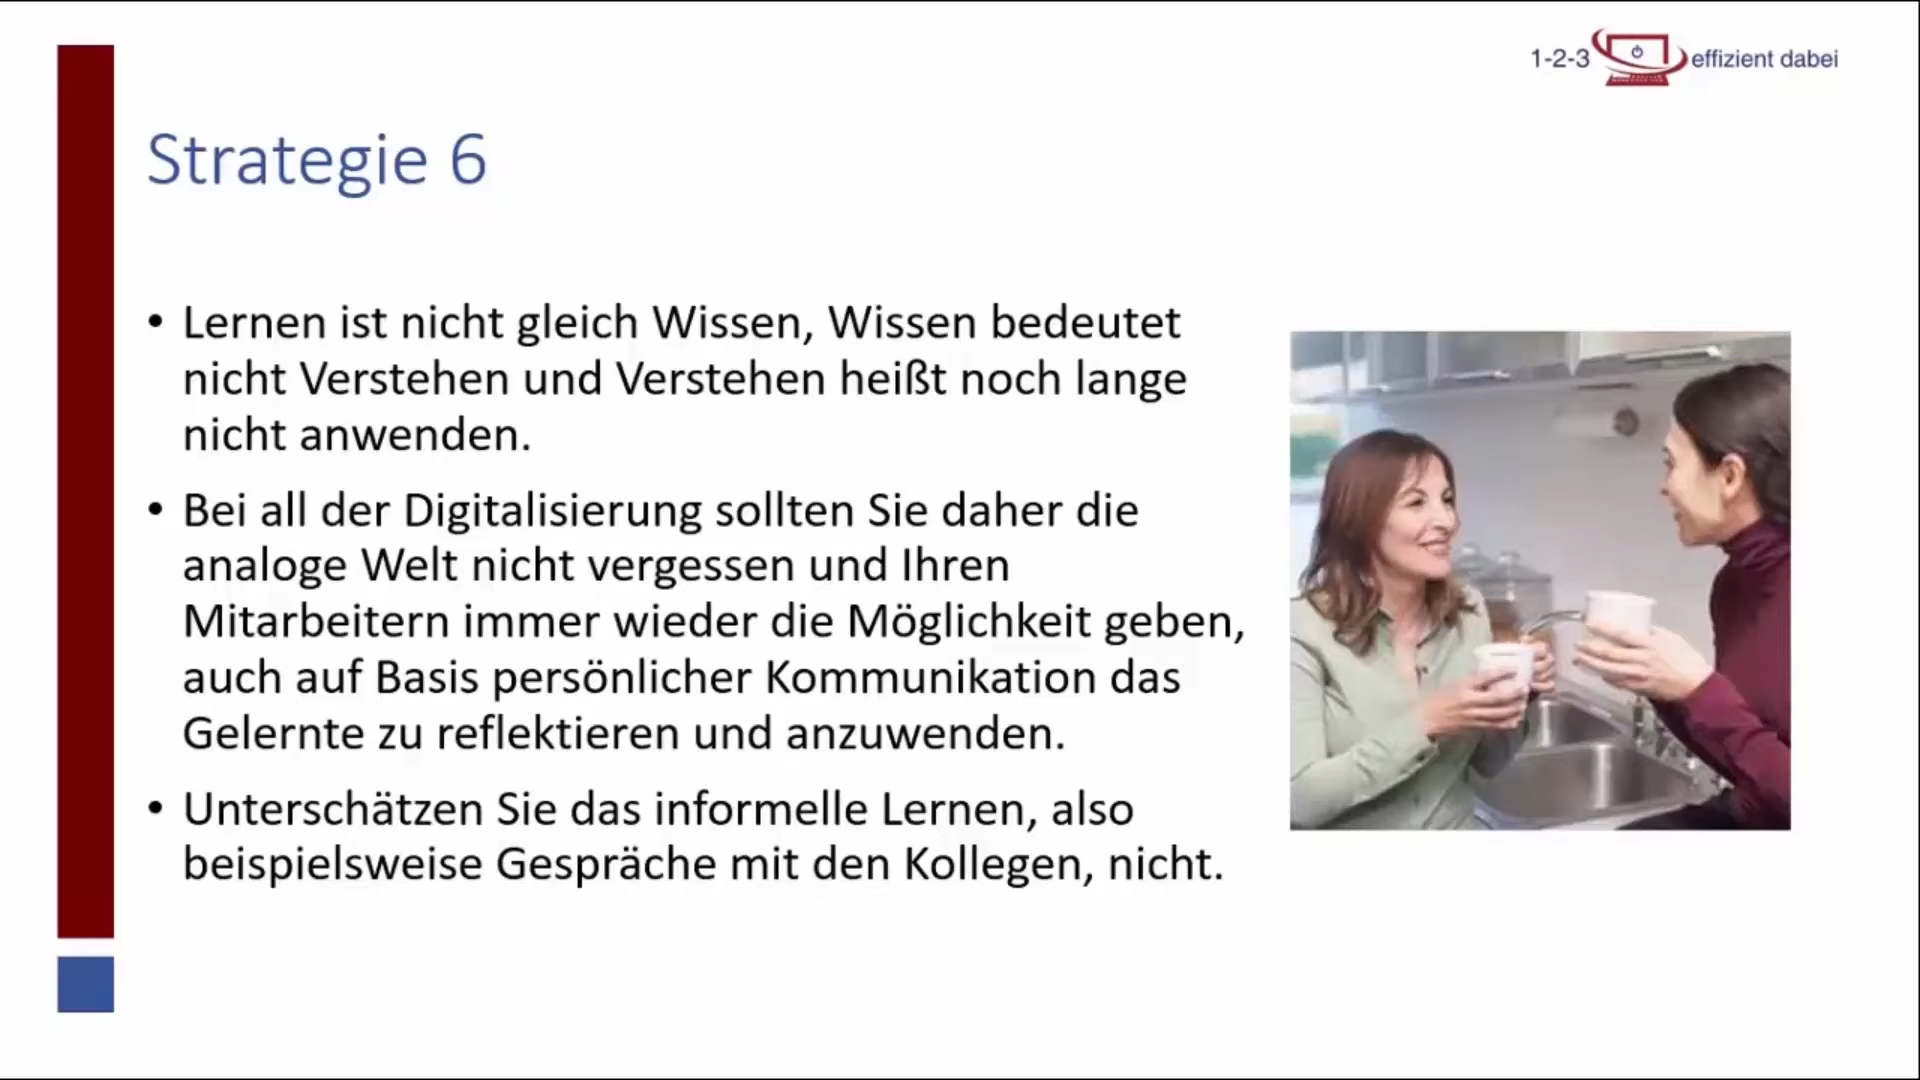 1-2-3 effizient dabei
Strategie 6
• Lernen ist nicht gleich Wissen, Wissen bedeutet
nicht Verstehen und Verstehen heißt noch lange
nicht anwenden.
• Bei all der Digitalisierung sollten Sie daher die
analoge Welt nicht vergessen und Ihren
Mitarbeitern immer wieder die Möglichkeit geben,
auch auf Basis persönlicher Kommunikation das
Gelernte zu reflektieren und anzuwenden.
• Unterschätzen Sie das informelle Lernen, also
beispielsweise Gespräche mit den Kollegen, nicht.